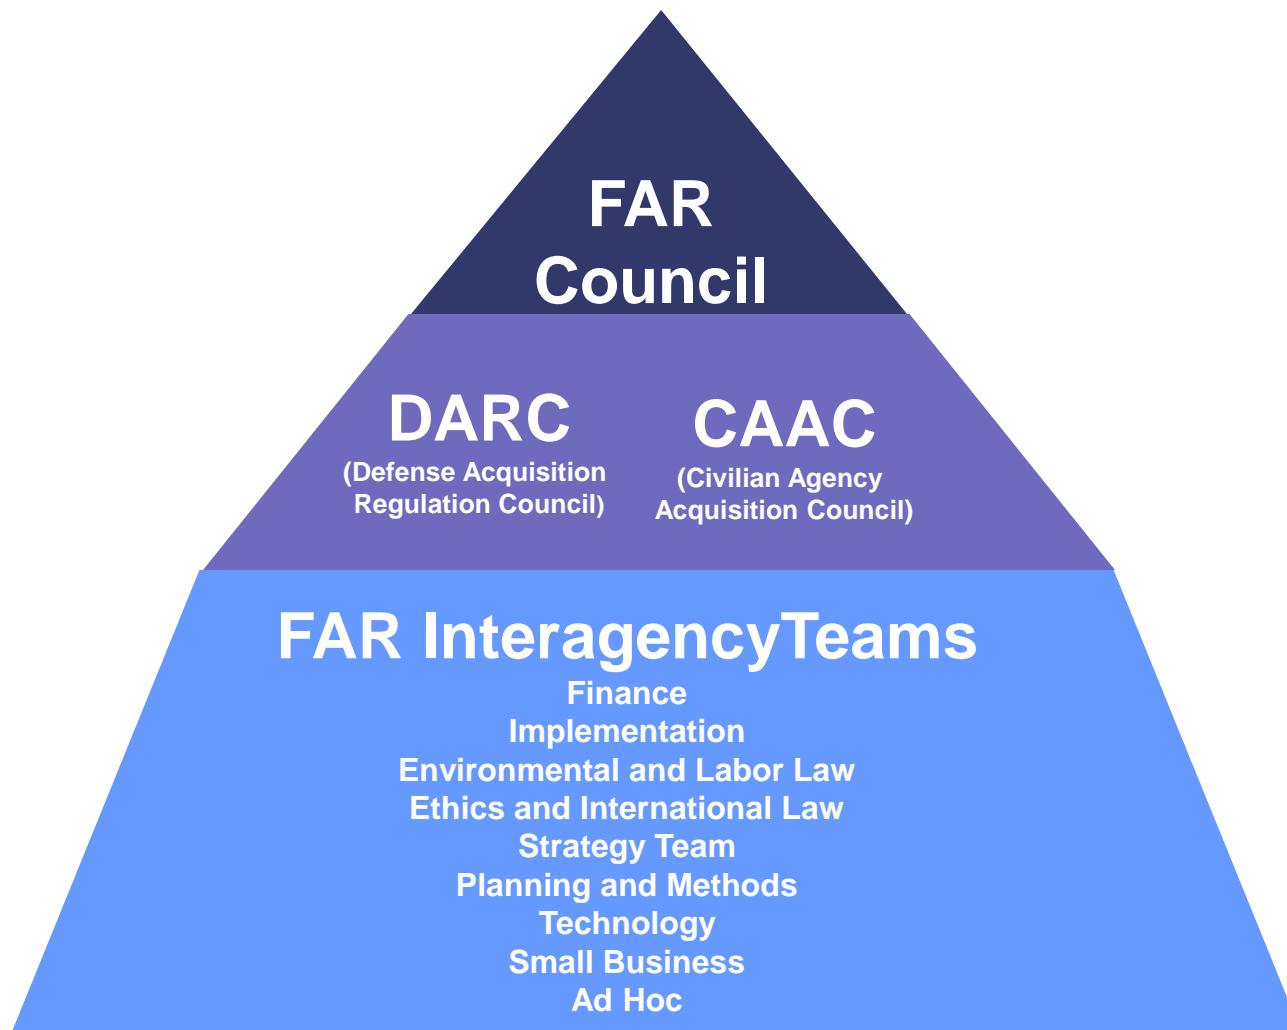 FAR
Council
DARC
(Defense Acquisition
Regulation Council)
CAAC
(Civilian Agency
Acquisition Council)
FAR InteragencyTeams
Finance
Implementation
Environmental and Labor Law
Ethics and International Law
Strategy Team
Planning and Methods
Technology
Small Business
Ad Hoc